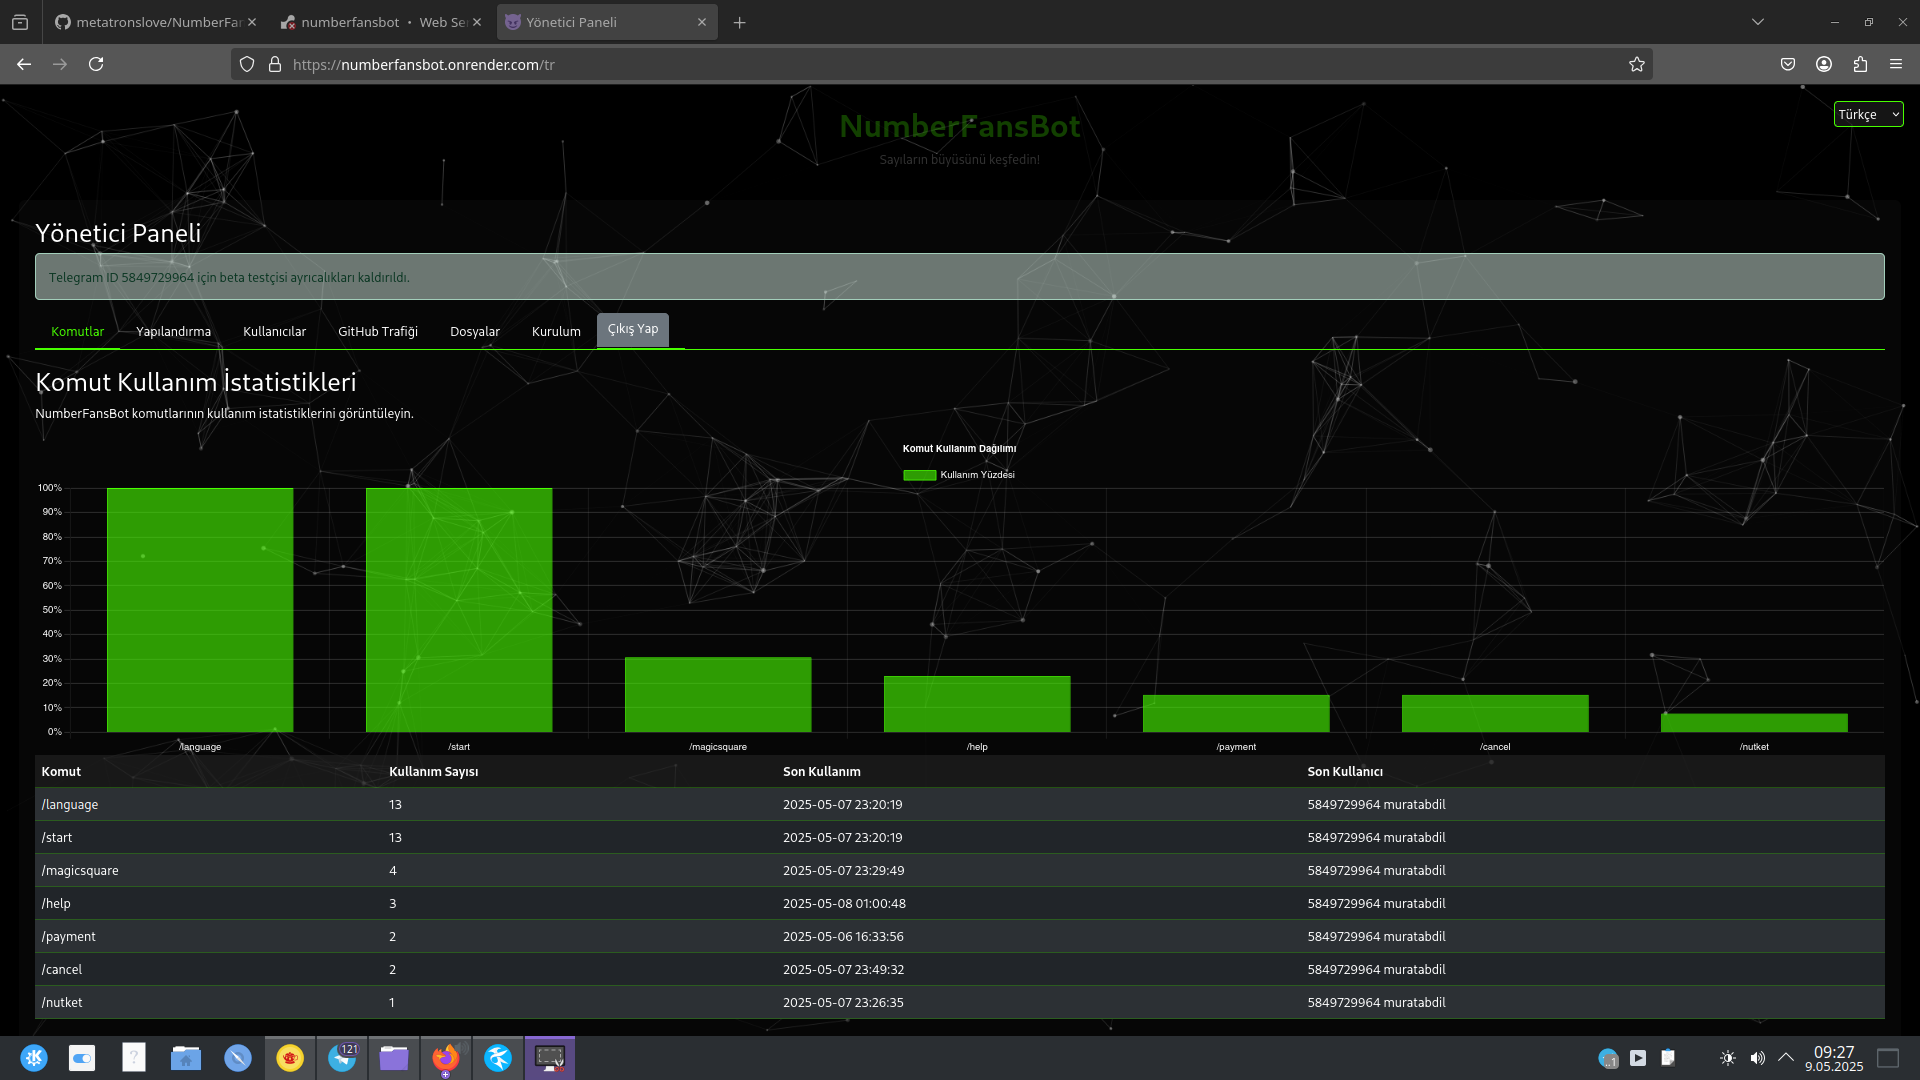 metatronslove/NumberFan
numberfansbot • Web Se
Yönetici Paneli
https://numberfansbot.onrender.com/tr
NumberFansBot
Sayıların büyüsünü keşfedin!
Türkçe
Yönetici Paneli
Telegram ID 5849729964 için beta testçisi ayrıcalıkları kaldırıldı.
Komutlar
Yapılandırma
Kullanıcılar
GitHub Trafiği
Dosyalar
Kurulum
Çıkış Yap
Komut Kullanım İstatistikleri
NumberFansBot komutlarının kullanım istatistiklerini görüntüleyin.
Komut Kullanım Dağılımı
Kullanım Yüzdesi
100%
90%
80%
70%
60%
50%
40%
30%
20%
10%
0%
/language /start /magicsquare /help /payment /cancel /nutket
Komut Kullanım Sayısı Son Kullanım Son Kullanıcı
/language 13 2025-05-07 23:20:19 5849729964 muratabdil
/start 13 2025-05-07 23:20:19 5849729964 muratabdil
/magicsquare 4 2025-05-07 23:29:49 5849729964 muratabdil
/help 3 2025-05-08 01:00:48 5849729964 muratabdil
/payment 2 2025-05-06 16:33:56 5849729964 muratabdil
/cancel 2 2025-05-07 23:49:32 5849729964 muratabdil
/nutket 1 2025-05-07 23:26:35 5849729964 muratabdil
121
09:27
9.05.2025